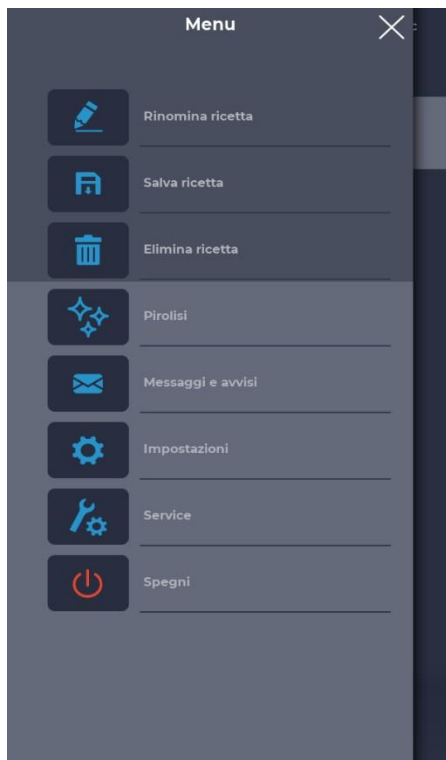 Menu
Rinomina ricetta
Salva ricetta
Elimina ricetta
Pirolisi
Messaggi e avvisi
Impostazioni
Service
Spegni